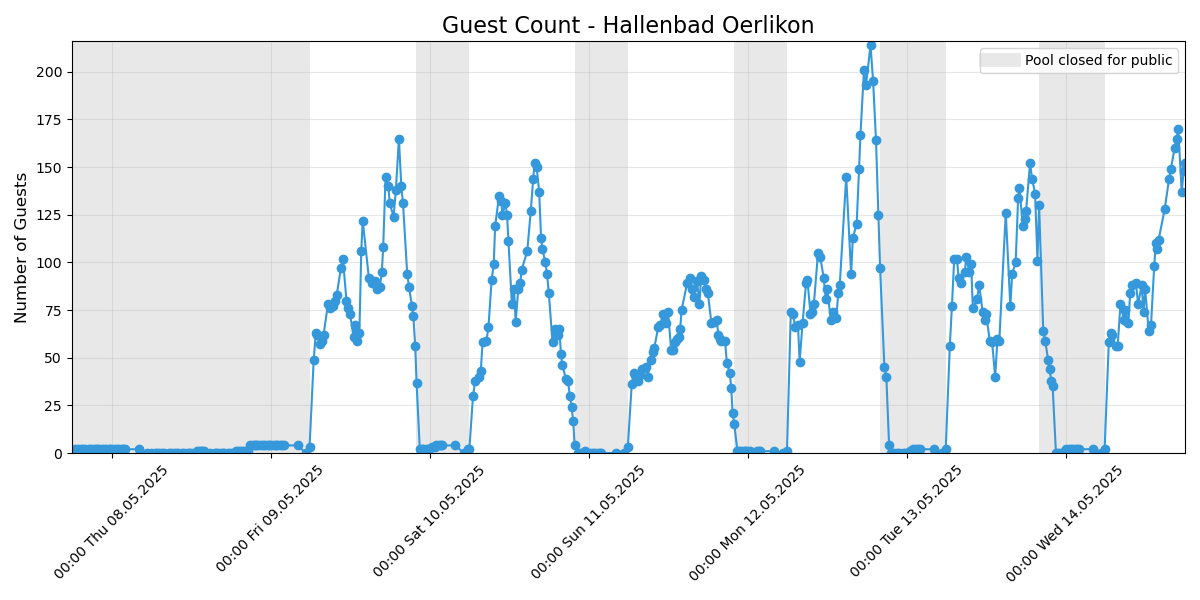 Guest Count - Hallenbad Oerlikon
Pool closed for public
Number of Guests
200
175
150
125
100
75
50
25
0
00:00 Thu 08.05.2025
00:00 Fri 09.05.2025
00:00 Sat 10.05.2025
00:00 Sun 11.05.2025
00:00 Mon 12.05.2025
00:00 Tue 13.05.2025
00:00 Wed 14.05.2025